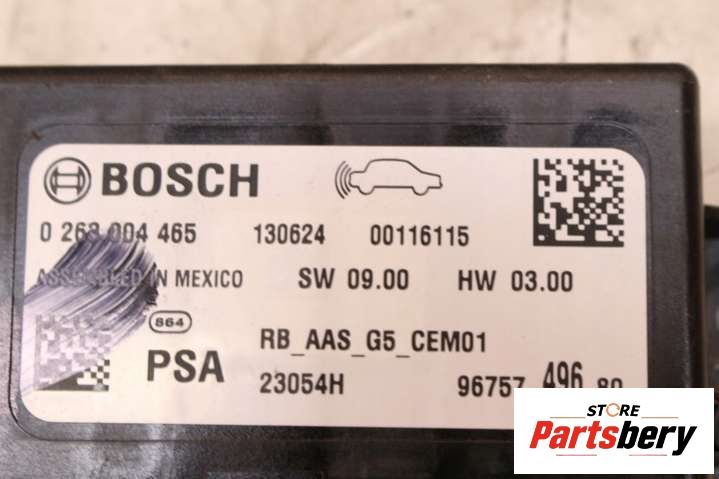 BOSCH
0 263 004 465 130624 00116115
ASSEMBLED IN MEXICO SW 09.00 HW 03.00
864
PSA RB_AAS_G5_CEM01
23054H 96757 496 80
STORE
Partsbery